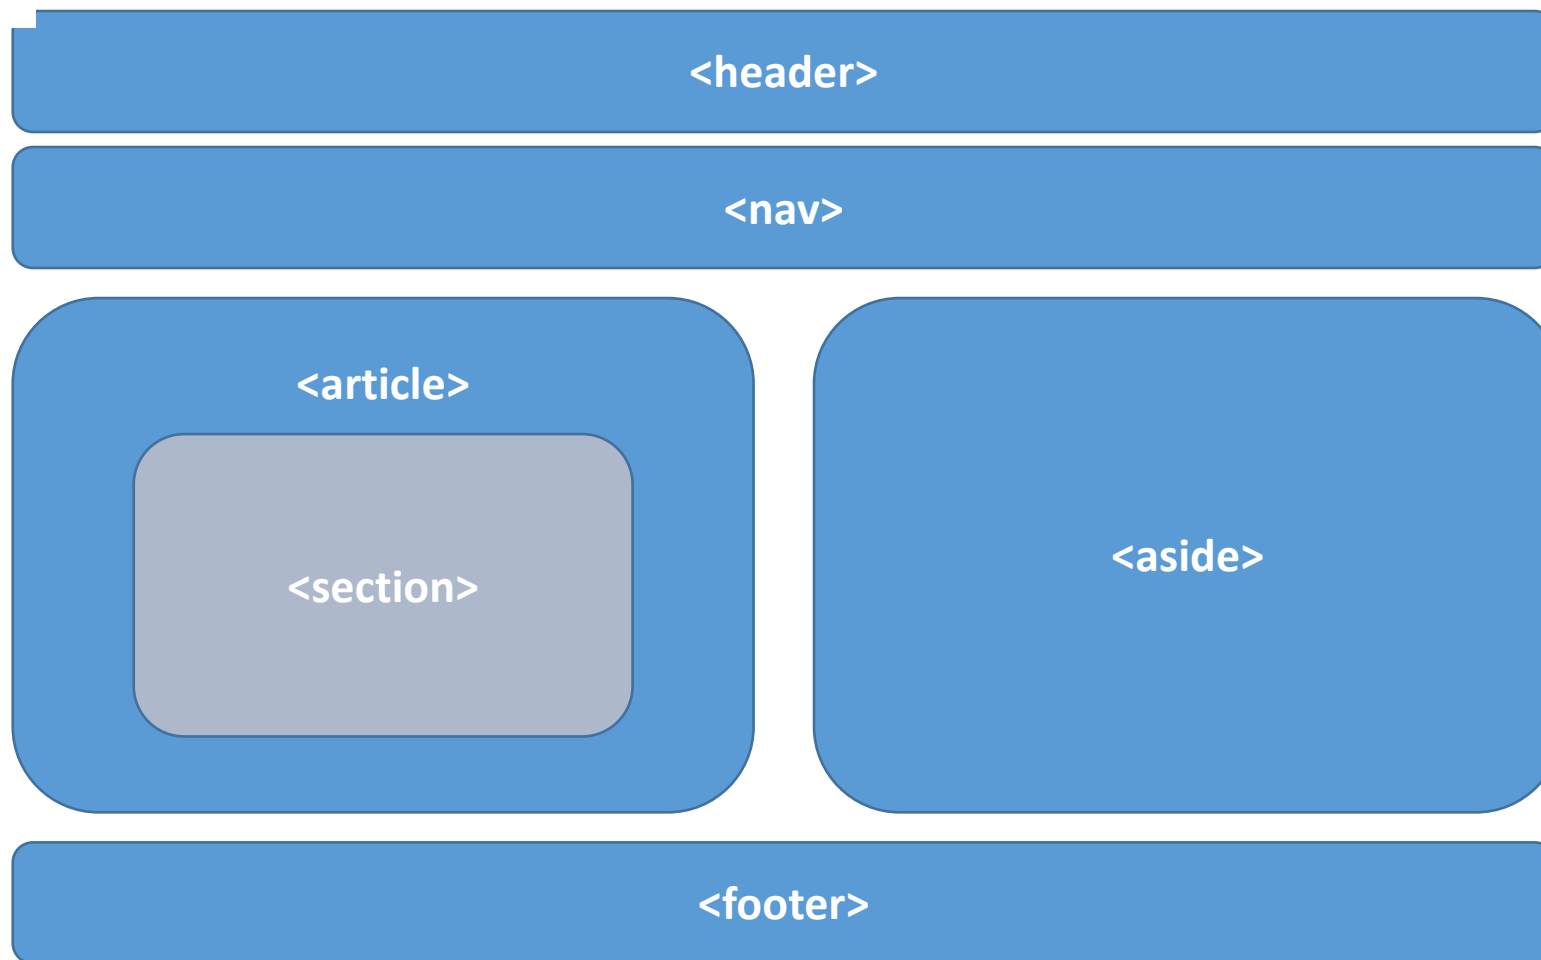 <header>
<nav>
<article>
<section>
<aside>
<footer>